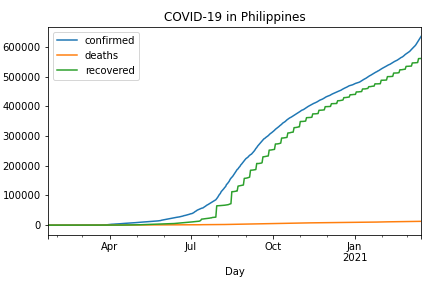 COVID-19 in Philippines
confirmed
deaths
recovered
600000
500000
400000
300000
200000
100000
0
Apr
Jul
Oct
Jan
2021
Day